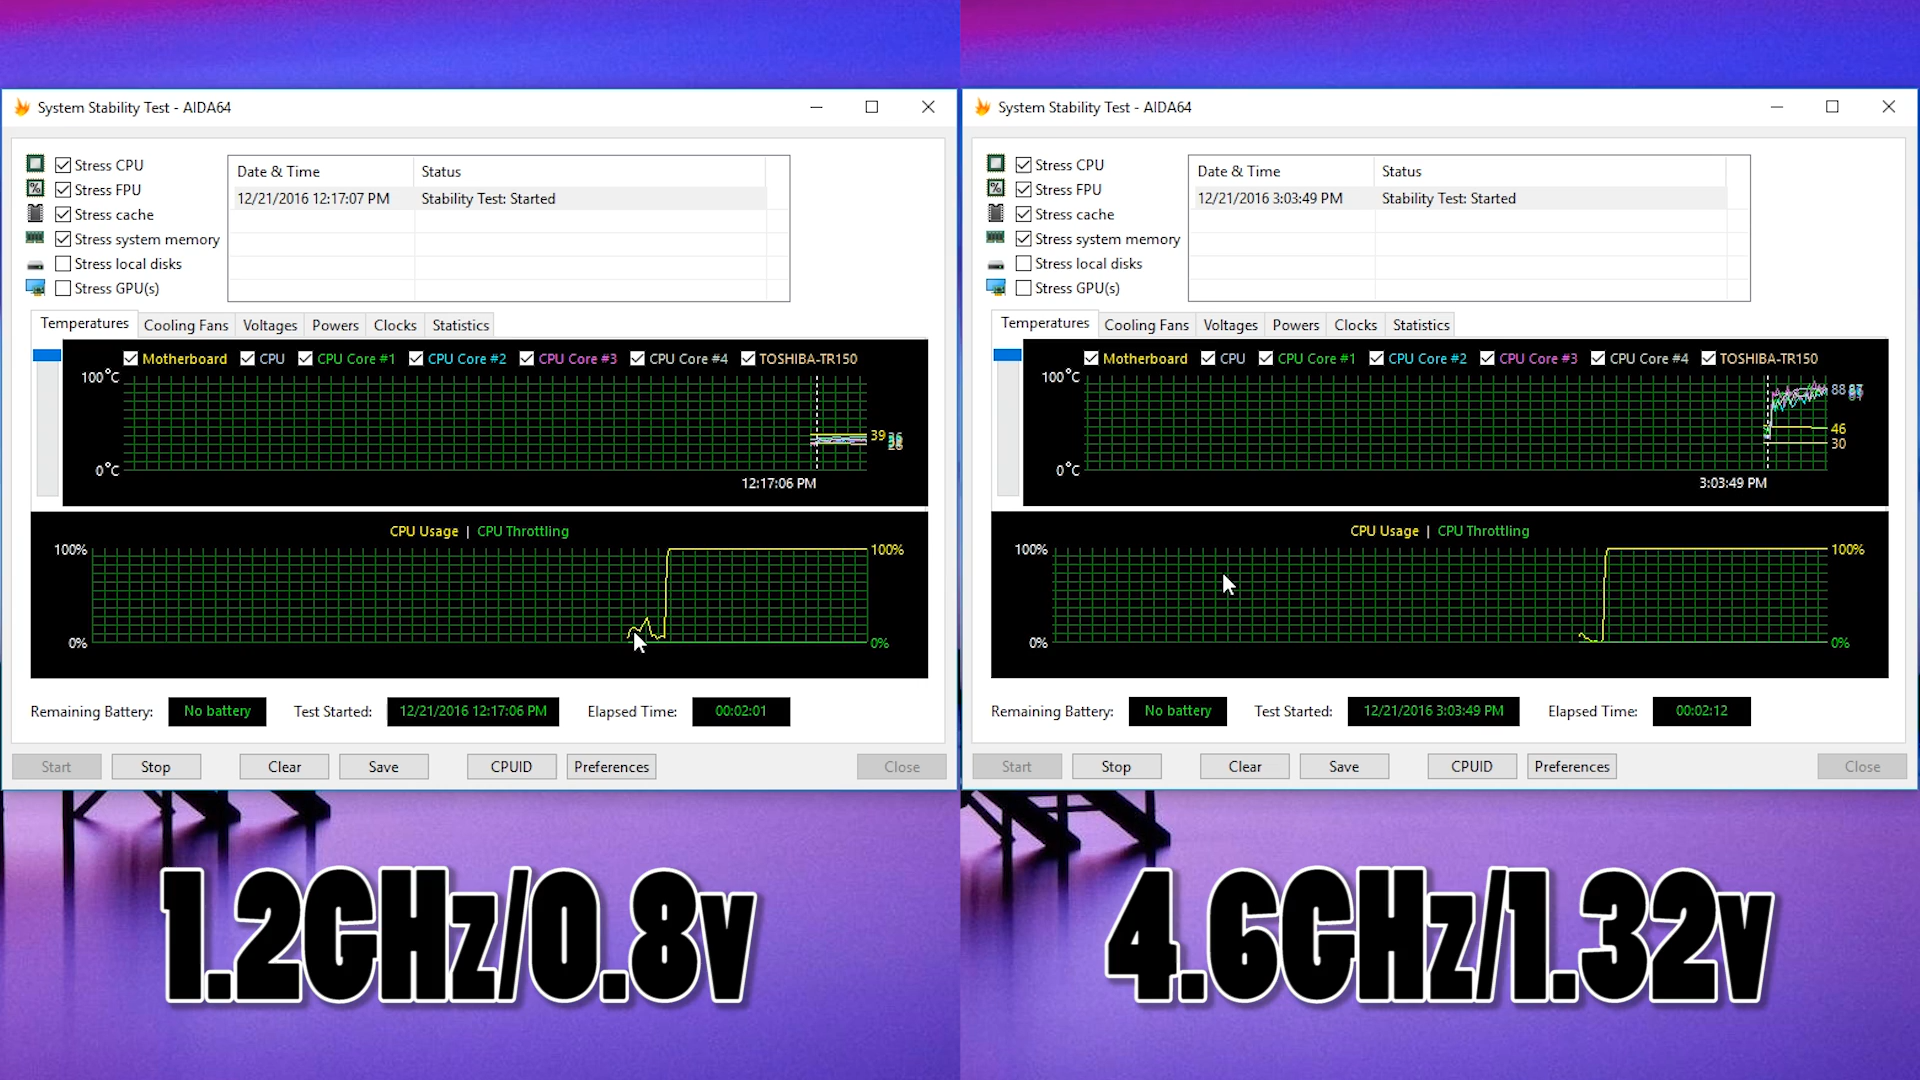 System Stability Test - AIDA64
Stress CPU
Stress FPU
Stress cache
Stress system memory
Stress local disks
Stress GPU(s)
Date & Time Status
12/21/2016 12:17:07 PM Stability Test: Started
Temperatures Cooling Fans Voltages Powers Clocks Statistics
Motherboard CPU CPU Core #1 CPU Core #2 CPU Core #3 CPU Core #4 TOSHIBA-TR150
100°C
39
0°C
12:17:06 PM
CPU Usage | CPU Throttling
100% 100%
0% 0%
Remaining Battery: No battery Test Started: 12/21/2016 12:17:06 PM Elapsed Time: 00:02:01
Start Stop Clear Save CPUID Preferences Close
1.2GHz/0.8v
System Stability Test - AIDA64
Stress CPU
Stress FPU
Stress cache
Stress system memory
Stress local disks
Stress GPU(s)
Date & Time Status
12/21/2016 3:03:49 PM Stability Test: Started
Temperatures Cooling Fans Voltages Powers Clocks Statistics
Motherboard CPU CPU Core #1 CPU Core #2 CPU Core #3 CPU Core #4 TOSHIBA-TR150
100°C
88
46
30
0°C
3:03:49 PM
CPU Usage | CPU Throttling
100% 100%
0% 0%
Remaining Battery: No battery Test Started: 12/21/2016 3:03:49 PM Elapsed Time: 00:02:12
Start Stop Clear Save CPUID Preferences Close
4.6GHz/1.32v